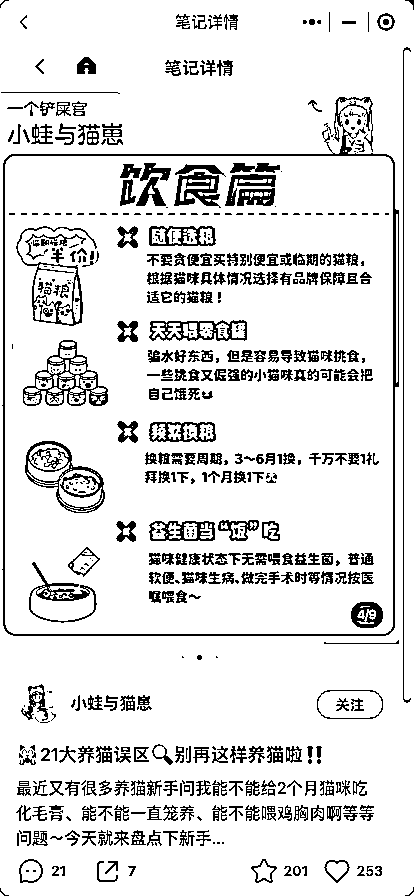 笔记详情
笔记详情
一个铲屎官
小蛙与猫崽
饮食篇
临期猫粮
半价!
猫粮
随便选粮
不要贪便宜买特别便宜或临期的猫粮，
根据猫咪具体情况选择有品牌保障且合
适它的猫粮！
天天喂零食罐
骗水好东西，但是容易导致猫咪挑食，
一些挑食又倔强的小猫咪真的可能会把
自己饿死
频繁换粮
换粮需要周期，3～6月1换，千万不要1礼
拜换1下，1个月换1下
益生菌当“饭”吃
猫咪健康状态下无需喂食益生菌，普通
软便、猫咪生病、做完手术时等情况按医
嘱喂食～
4/9
小蛙与猫崽
关注
21大养猫误区🔍别再这样养猫啦‼️
最近又有很多养猫新手问我能不能给2个月猫咪吃
化毛膏、能不能一直笼养、能不能喂鸡胸肉啊等等
问题～今天就来盘点下新手...
21
7
201
253